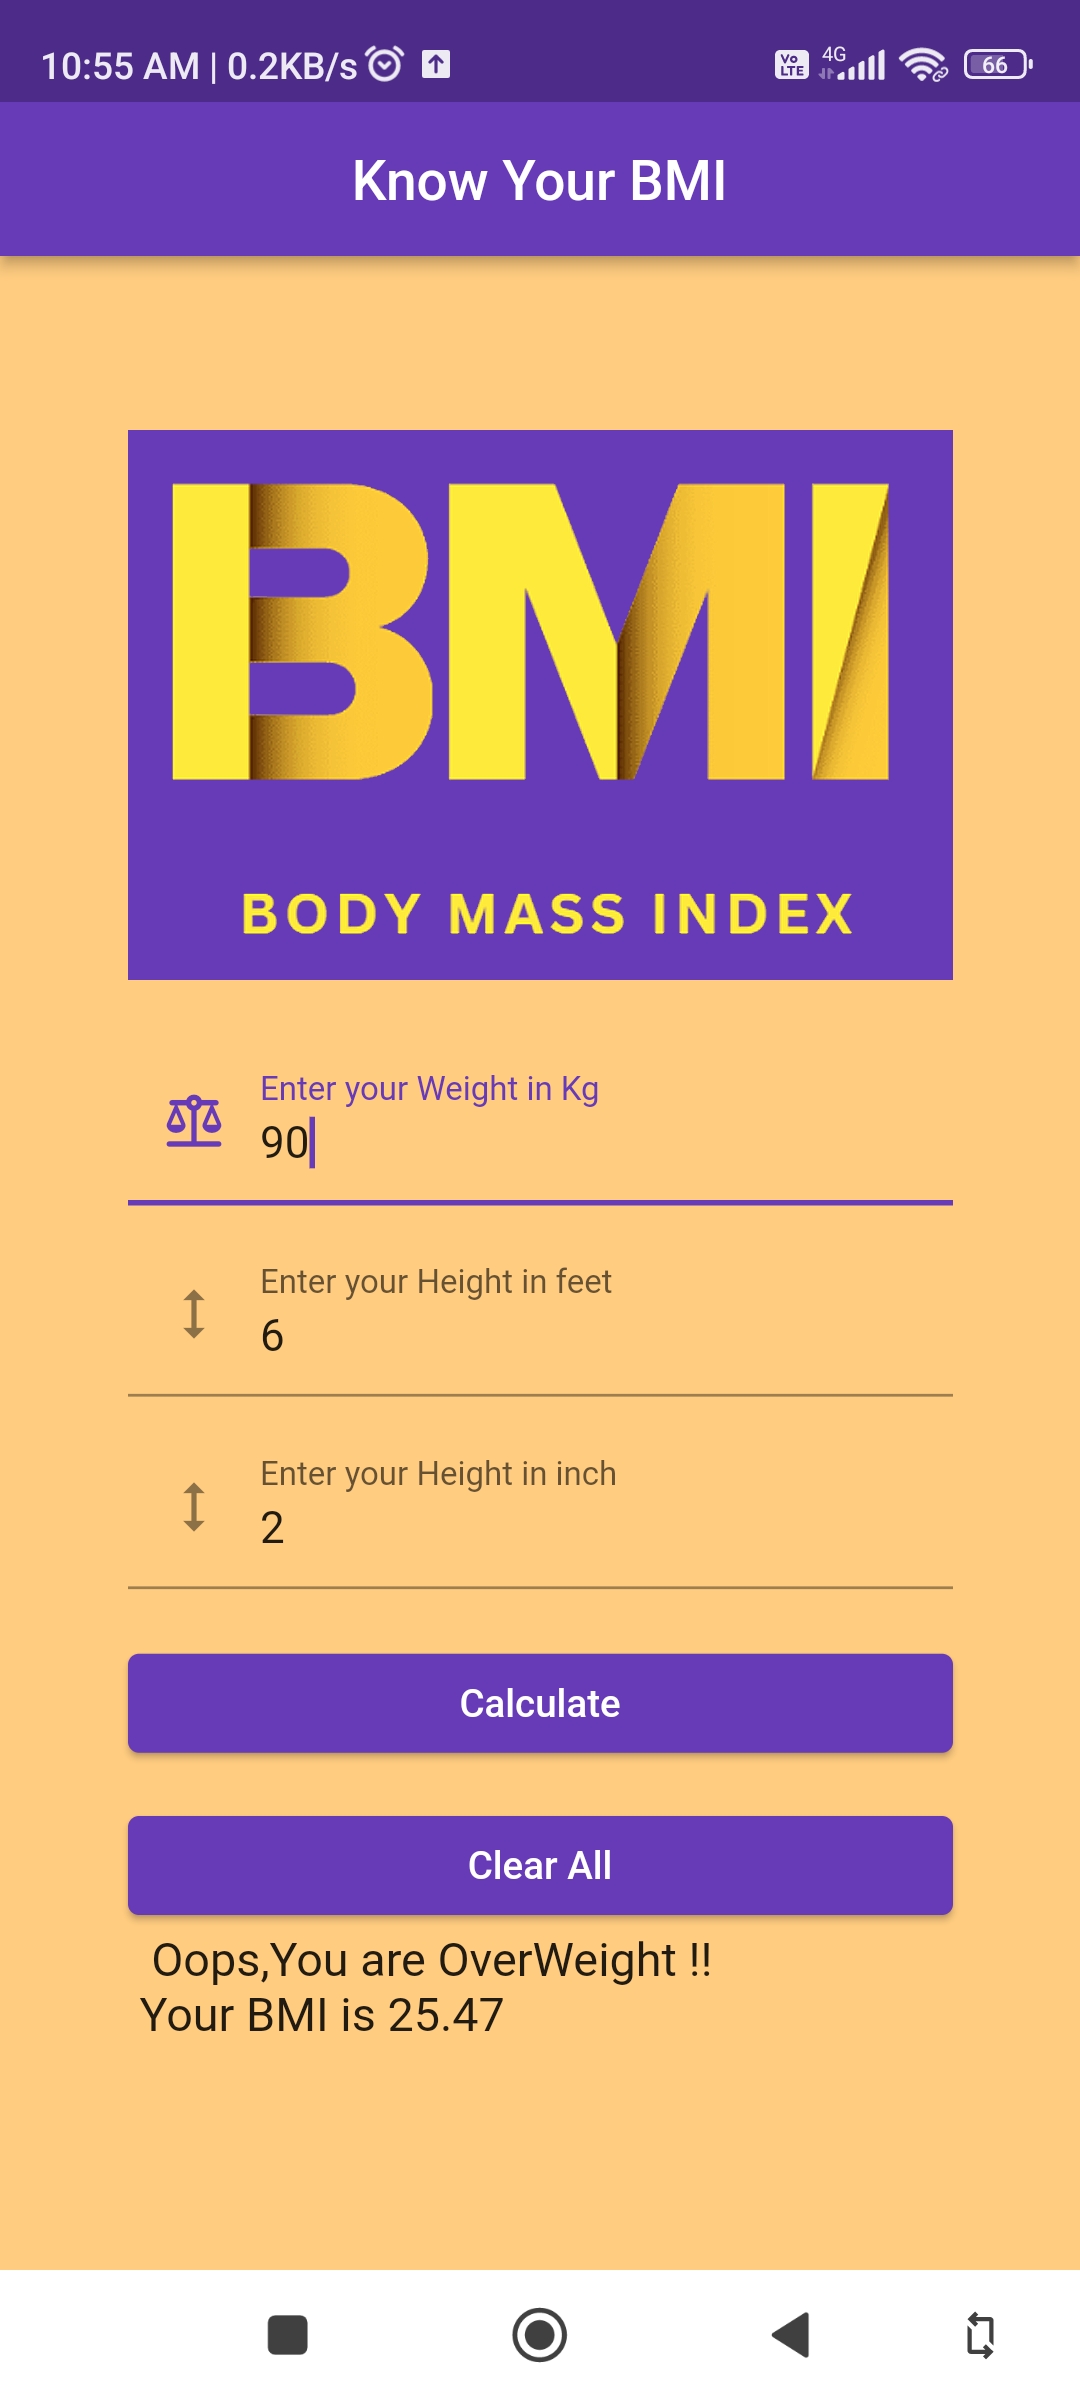 10:55 AM | 0.2KB/s
Vo LTE 4G 66
Know Your BMI
BMI
BODY MASS INDEX
Enter your Weight in Kg
90
Enter your Height in feet
6
Enter your Height in inch
2
Calculate
Clear All
Oops,You are OverWeight !!
Your BMI is 25.47